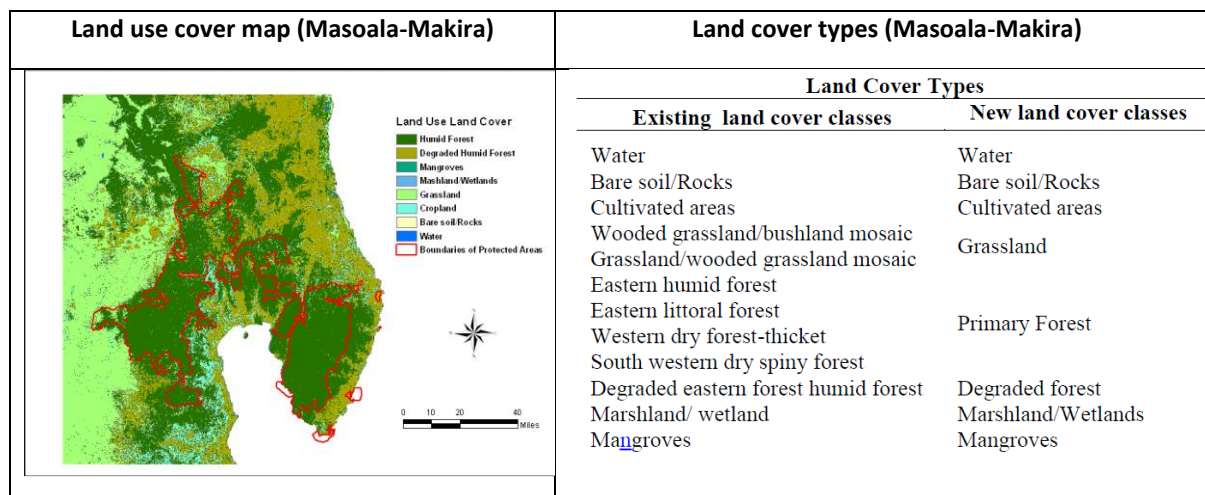 Land use cover map (Masoala-Makira)
Land cover types (Masoala-Makira)
Land Use Land Cover
Humid Forest
Degraded Humid Forest
Mangroves
Mashland/Wetlands
Grassland
Cropland
Bare soil/Rocks
Water
Boundaries of Protected Areas
0 10 20 40
Miles
Land Cover Types
Existing land cover classes New land cover classes
Water Water
Bare soil/Rocks Bare soil/Rocks
Cultivated areas Cultivated areas
Wooded grassland/bushland mosaic
Grassland
Grassland/wooded grassland mosaic
Eastern humid forest
Eastern littoral forest
Primary Forest
Western dry forest-thicket
South western dry spiny forest
Degraded eastern forest humid forest Degraded forest
Marshland/ wetland Marshland/Wetlands
Mangroves Mangroves